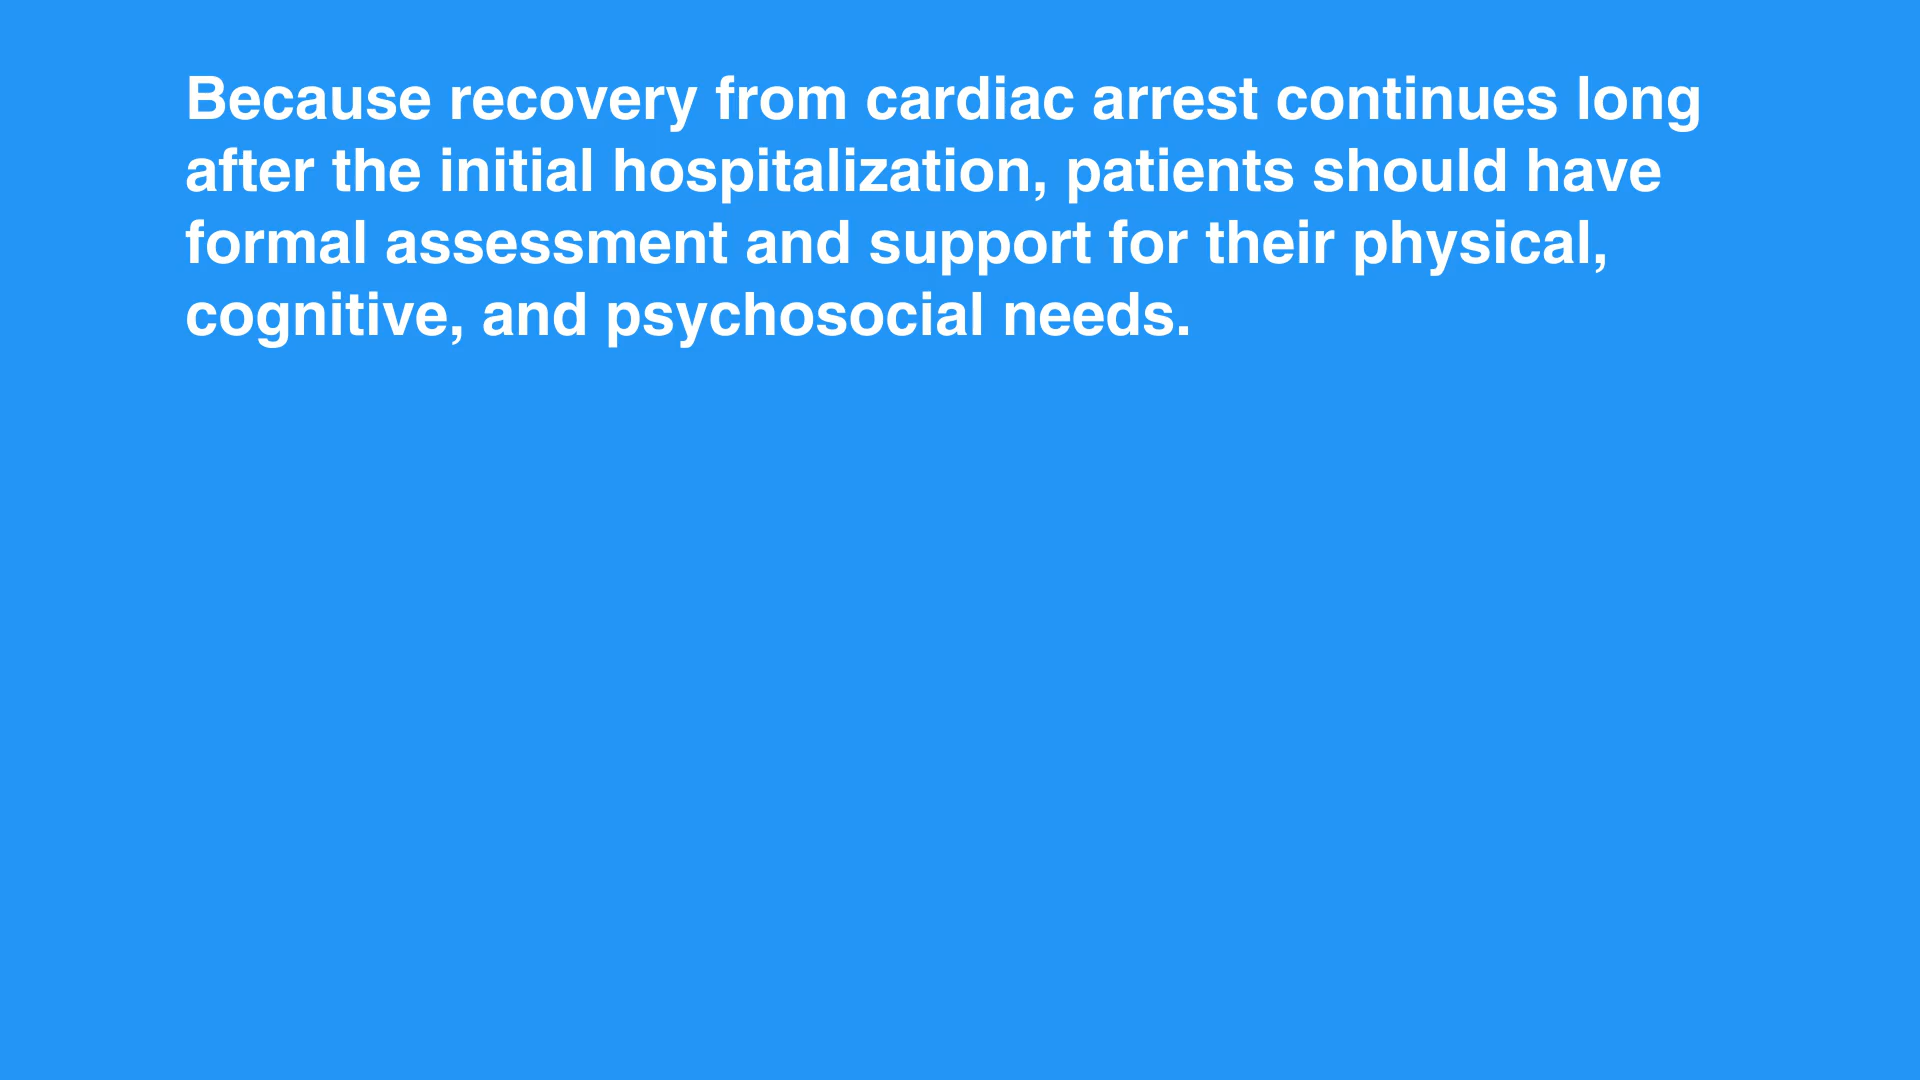 Because recovery from cardiac arrest continues long
after the initial hospitalization, patients should have
formal assessment and support for their physical,
cognitive, and psychosocial needs.